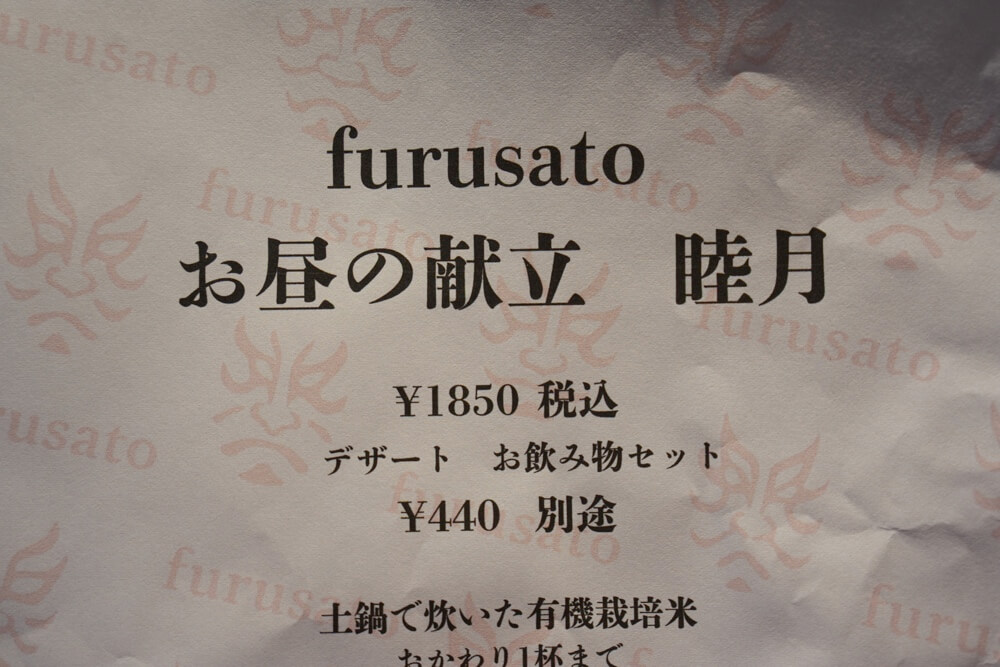 furusato
お昼の献立　睦月
¥1850 税込
デザート　お飲み物セット
¥440　別途
土鍋で炊いた有機栽培米
おかわり1杯まで